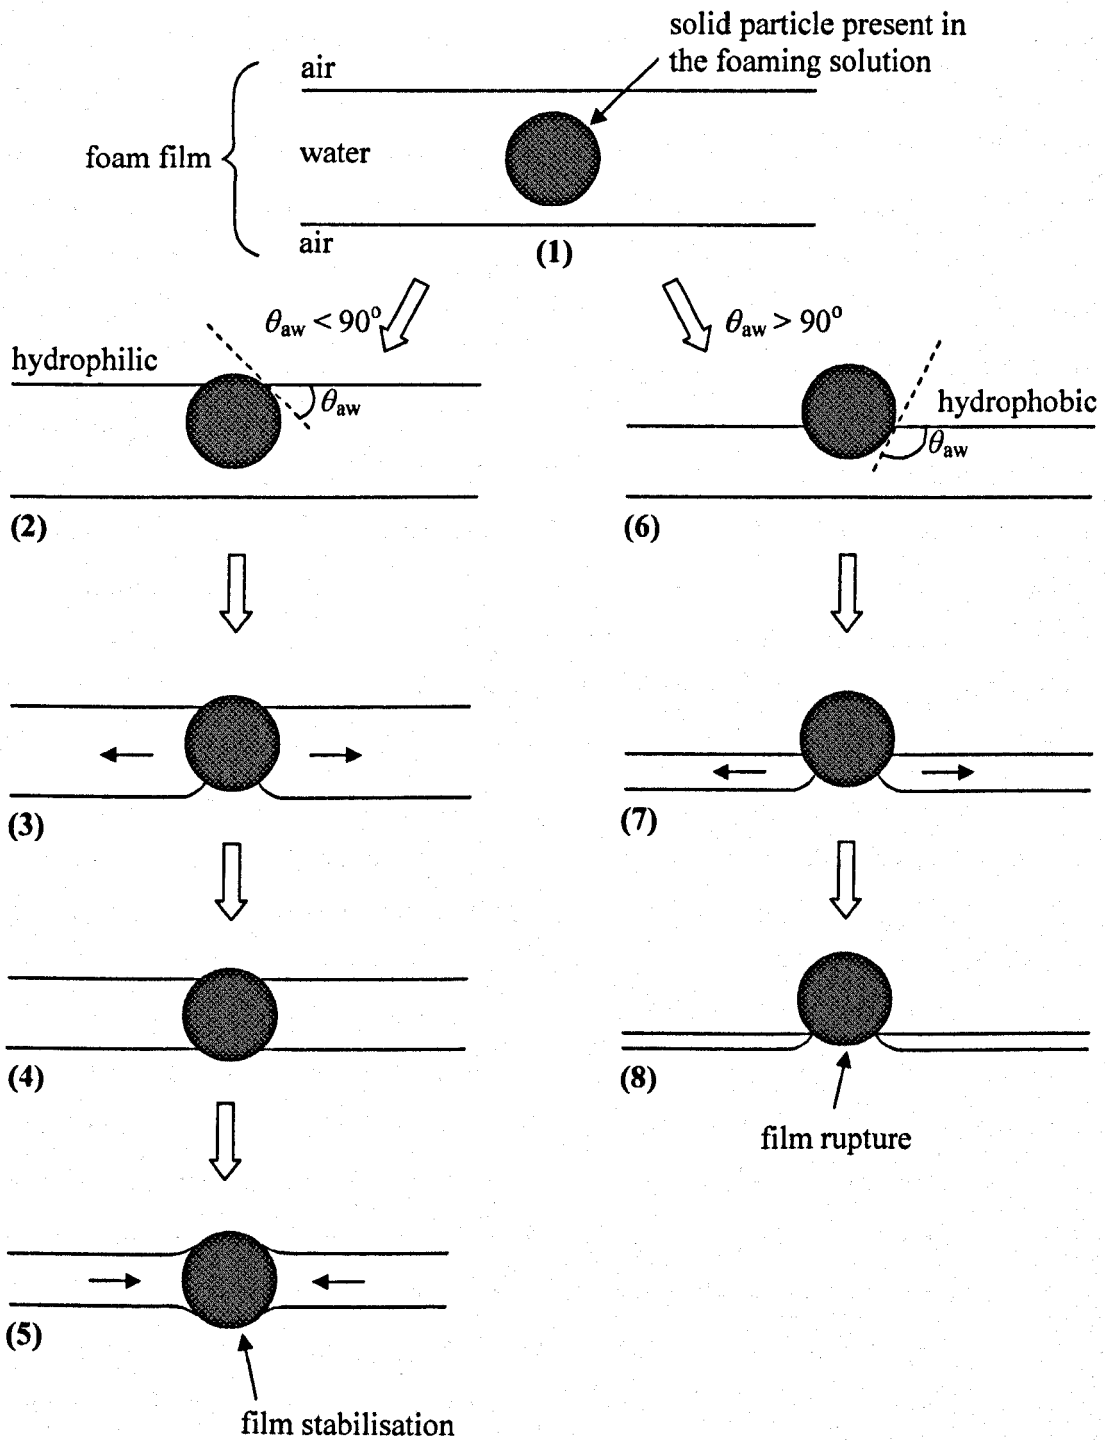 solid particle present in
the foaming solution
air
foam film
water
air
(1)
θaw < 90°
θaw > 90°
hydrophilic
θaw
hydrophobic
θaw
(2)
(6)
(3)
(7)
(4)
(8)
film rupture
(5)
film stabilisation